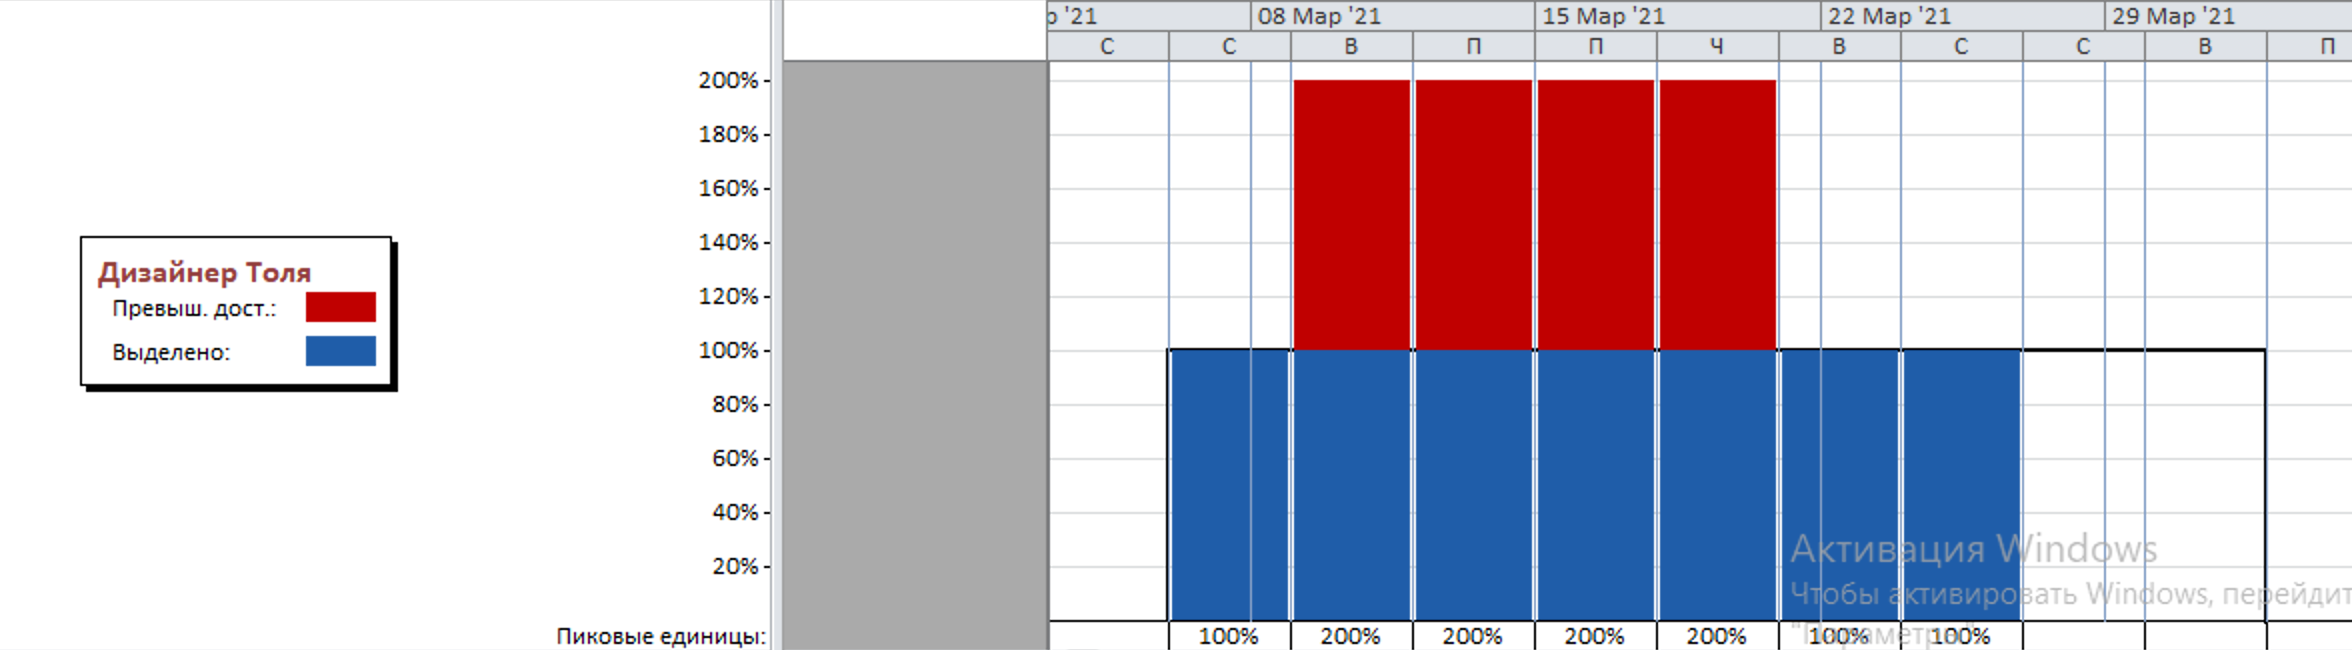 р '21 08 Мар '21 15 Мар '21 22 Мар '21 29 Мар '21
С С В П П Ч В С С В П
200%
180%
160%
140%
120%
100%
80%
60%
40%
20%
Дизайнер Толя
Превыш. дост.:
Выделено:
Активация Windows
Чтобы активировать Windows, перейдит
"Параметры"
Пиковые единицы: 100% 200% 200% 200% 200% 100% 100%